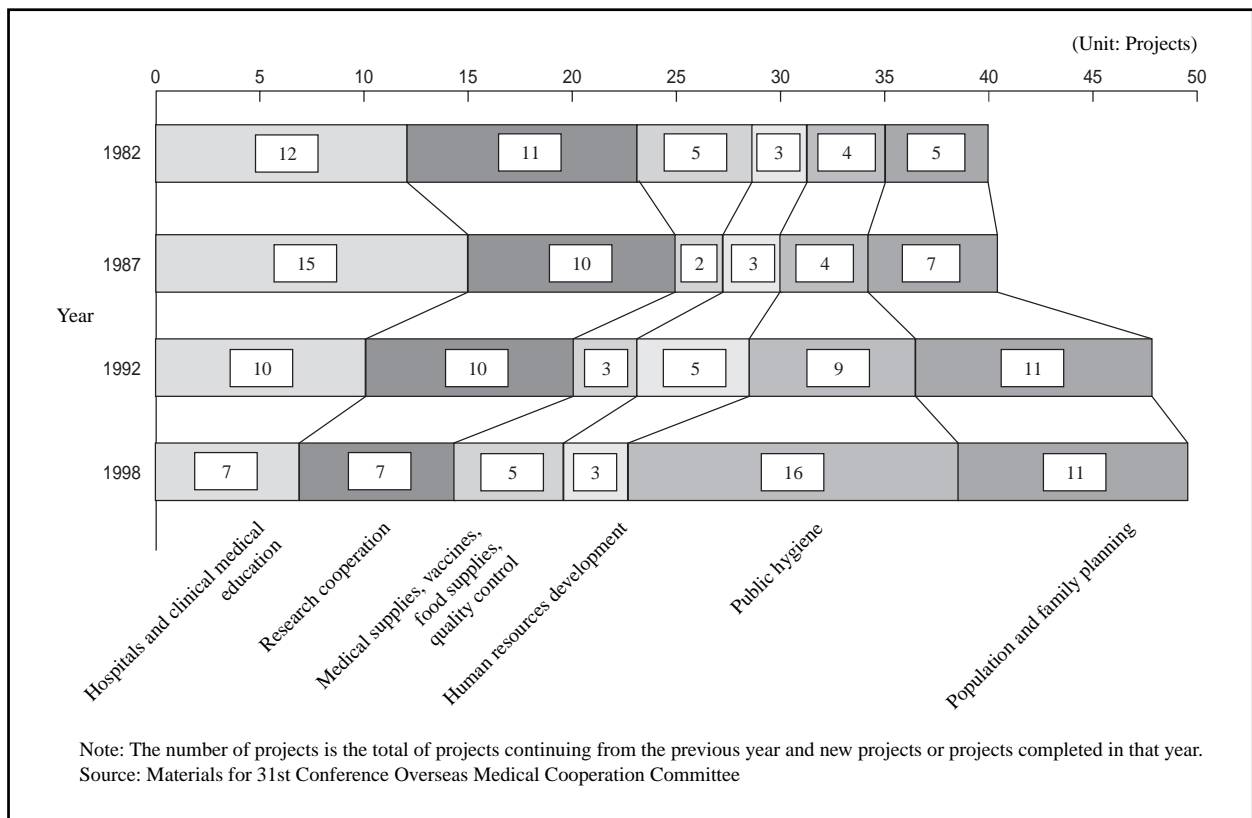 (Unit: Projects)
0 5 10 15 20 25 30 35 40 45 50
1982 12 11 5 3 4 5
1987 15 10 2 3 4 7
Year
1992 10 10 3 5 9 11
1998 7 7 5 3 16 11
Hospitals and clinical medical
education
Research cooperation
Medical supplies, vaccines,
food supplies,
quality control
Human resources development
Public hygiene
Population and family planning
Note: The number of projects is the total of projects continuing from the previous year and new projects or projects completed in that year.
Source: Materials for 31st Conference Overseas Medical Cooperation Committee